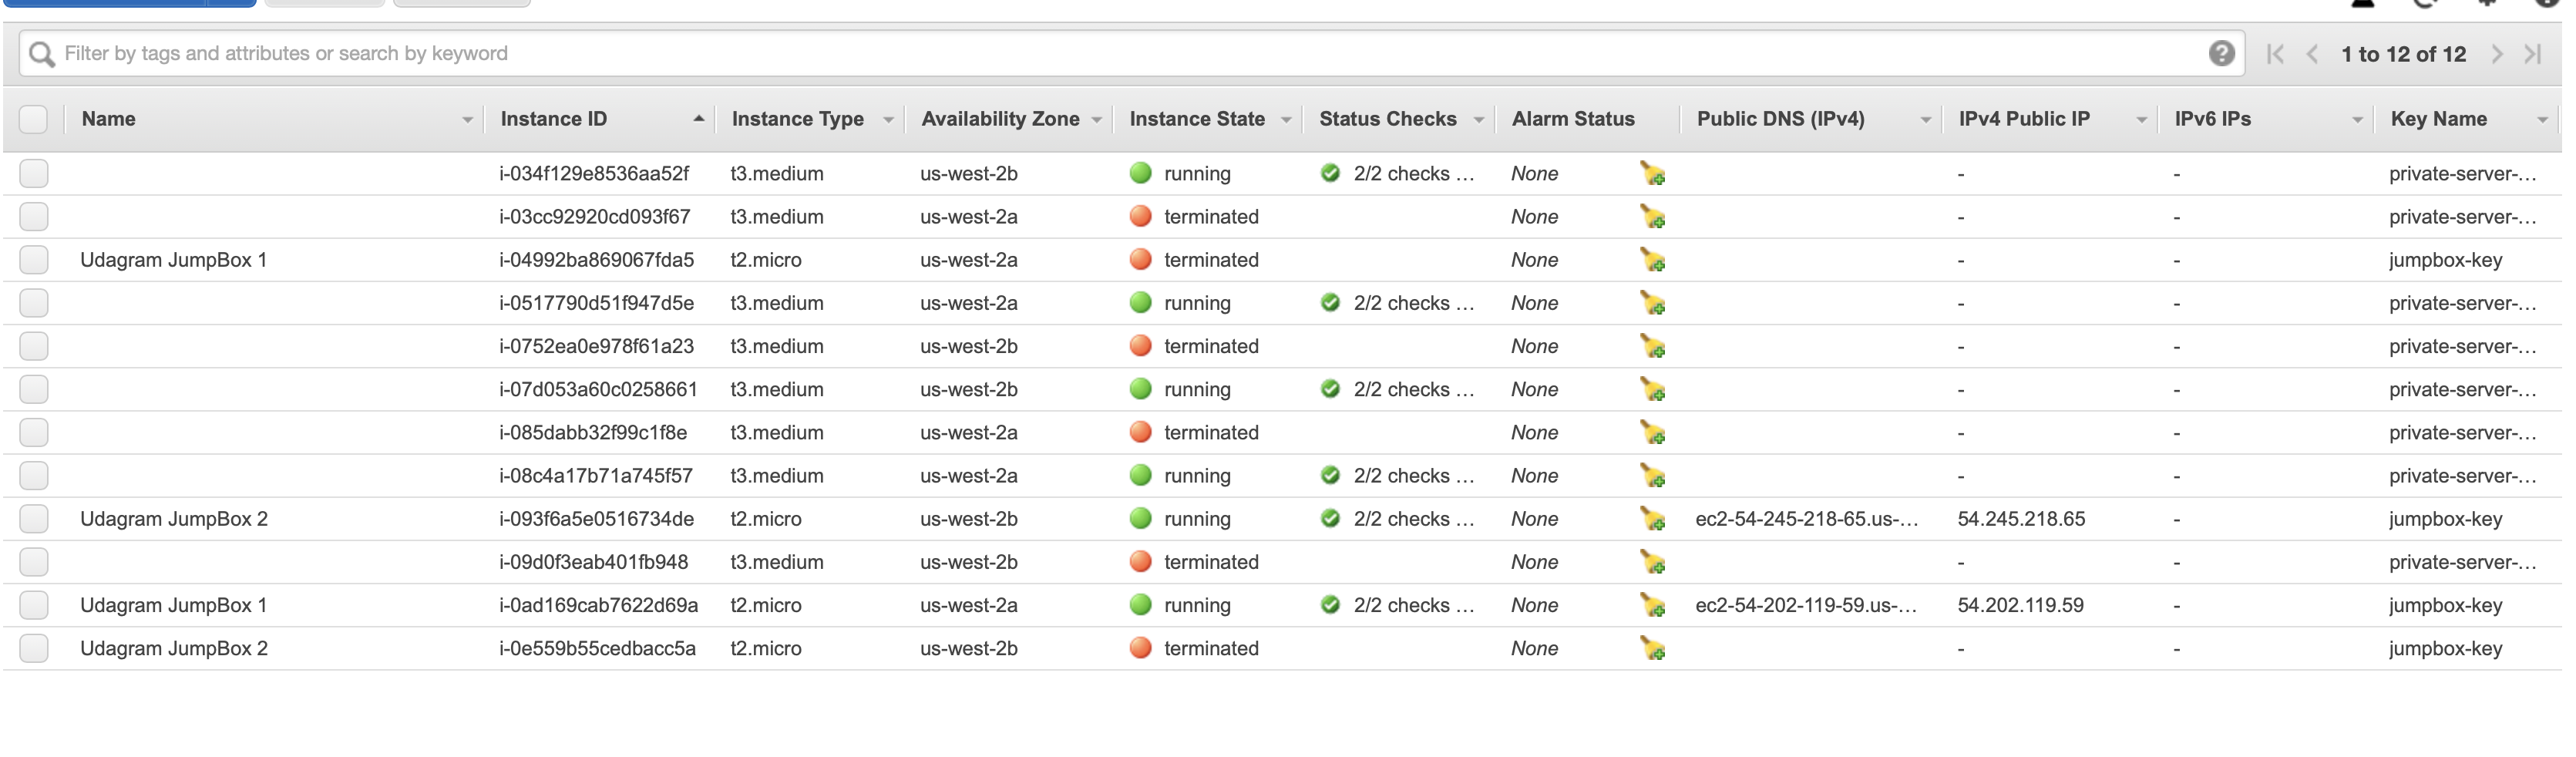 Filter by tags and attributes or search by keyword 1 to 12 of 12
Name Instance ID Instance Type Availability Zone Instance State Status Checks Alarm Status Public DNS (IPv4) IPv4 Public IP IPv6 IPs Key Name
i-034f129e8536aa52f t3.medium us-west-2b running 2/2 checks ... None - - private-server-...
i-03cc92920cd093f67 t3.medium us-west-2a terminated None - - private-server-...
Udagram JumpBox 1 i-04992ba869067fda5 t2.micro us-west-2a terminated None - - jumpbox-key
i-0517790d51f947d5e t3.medium us-west-2a running 2/2 checks ... None - - private-server-...
i-0752ea0e978f61a23 t3.medium us-west-2b terminated None - - private-server-...
i-07d053a60c0258661 t3.medium us-west-2b running 2/2 checks ... None - - private-server-...
i-085dabb32f99c1f8e t3.medium us-west-2a terminated None - - private-server-...
i-08c4a17b71a745f57 t3.medium us-west-2a running 2/2 checks ... None - - private-server-...
Udagram JumpBox 2 i-093f6a5e0516734de t2.micro us-west-2b running 2/2 checks ... None ec2-54-245-218-65.us-... 54.245.218.65 - jumpbox-key
i-09d0f3eab401fb948 t3.medium us-west-2b terminated None - - private-server-...
Udagram JumpBox 1 i-0ad169cab7622d69a t2.micro us-west-2a running 2/2 checks ... None ec2-54-202-119-59.us-... 54.202.119.59 - jumpbox-key
Udagram JumpBox 2 i-0e559b55cedbacc5a t2.micro us-west-2b terminated None - - jumpbox-key